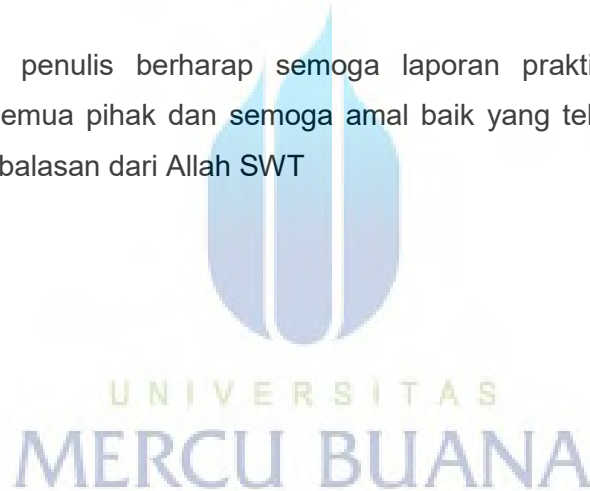 penulis berharap semoga laporan prakti
emua pihak dan semoga amal baik yang tel
balasan dari Allah SWT
UNIVERSITAS
MERCU BUANA